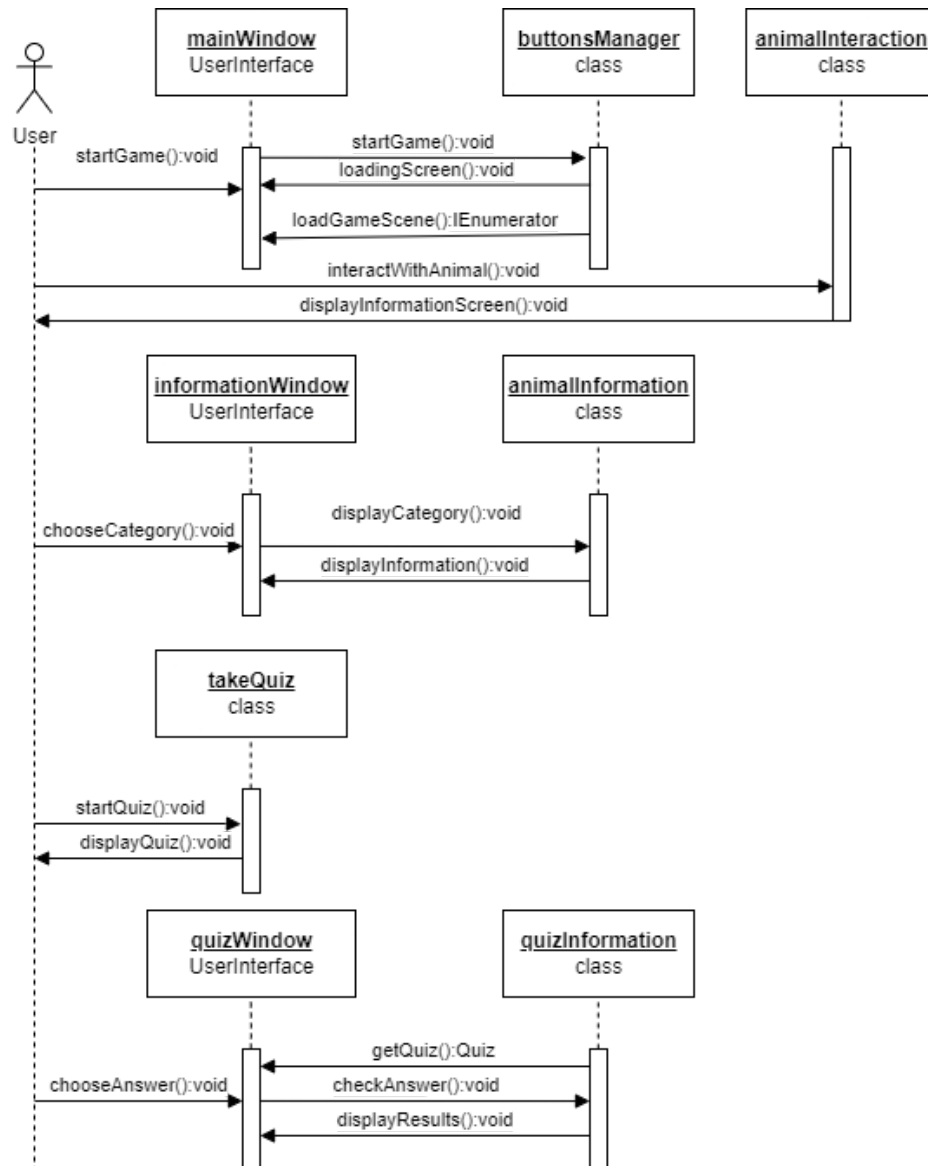 mainWindow
UserInterface
buttonsManager
class
animalInteraction
class
User
startGame():void
startGame():void
loadingScreen():void
loadGameScene():IEnumerator
interactWithAnimal():void
displayInformationScreen():void
informationWindow
UserInterface
animalInformation
class
chooseCategory():void
displayCategory():void
displayInformation():void
takeQuiz
class
startQuiz():void
displayQuiz():void
quizWindow
UserInterface
quizInformation
class
getQuiz():Quiz
chooseAnswer():void
checkAnswer():void
displayResults():void